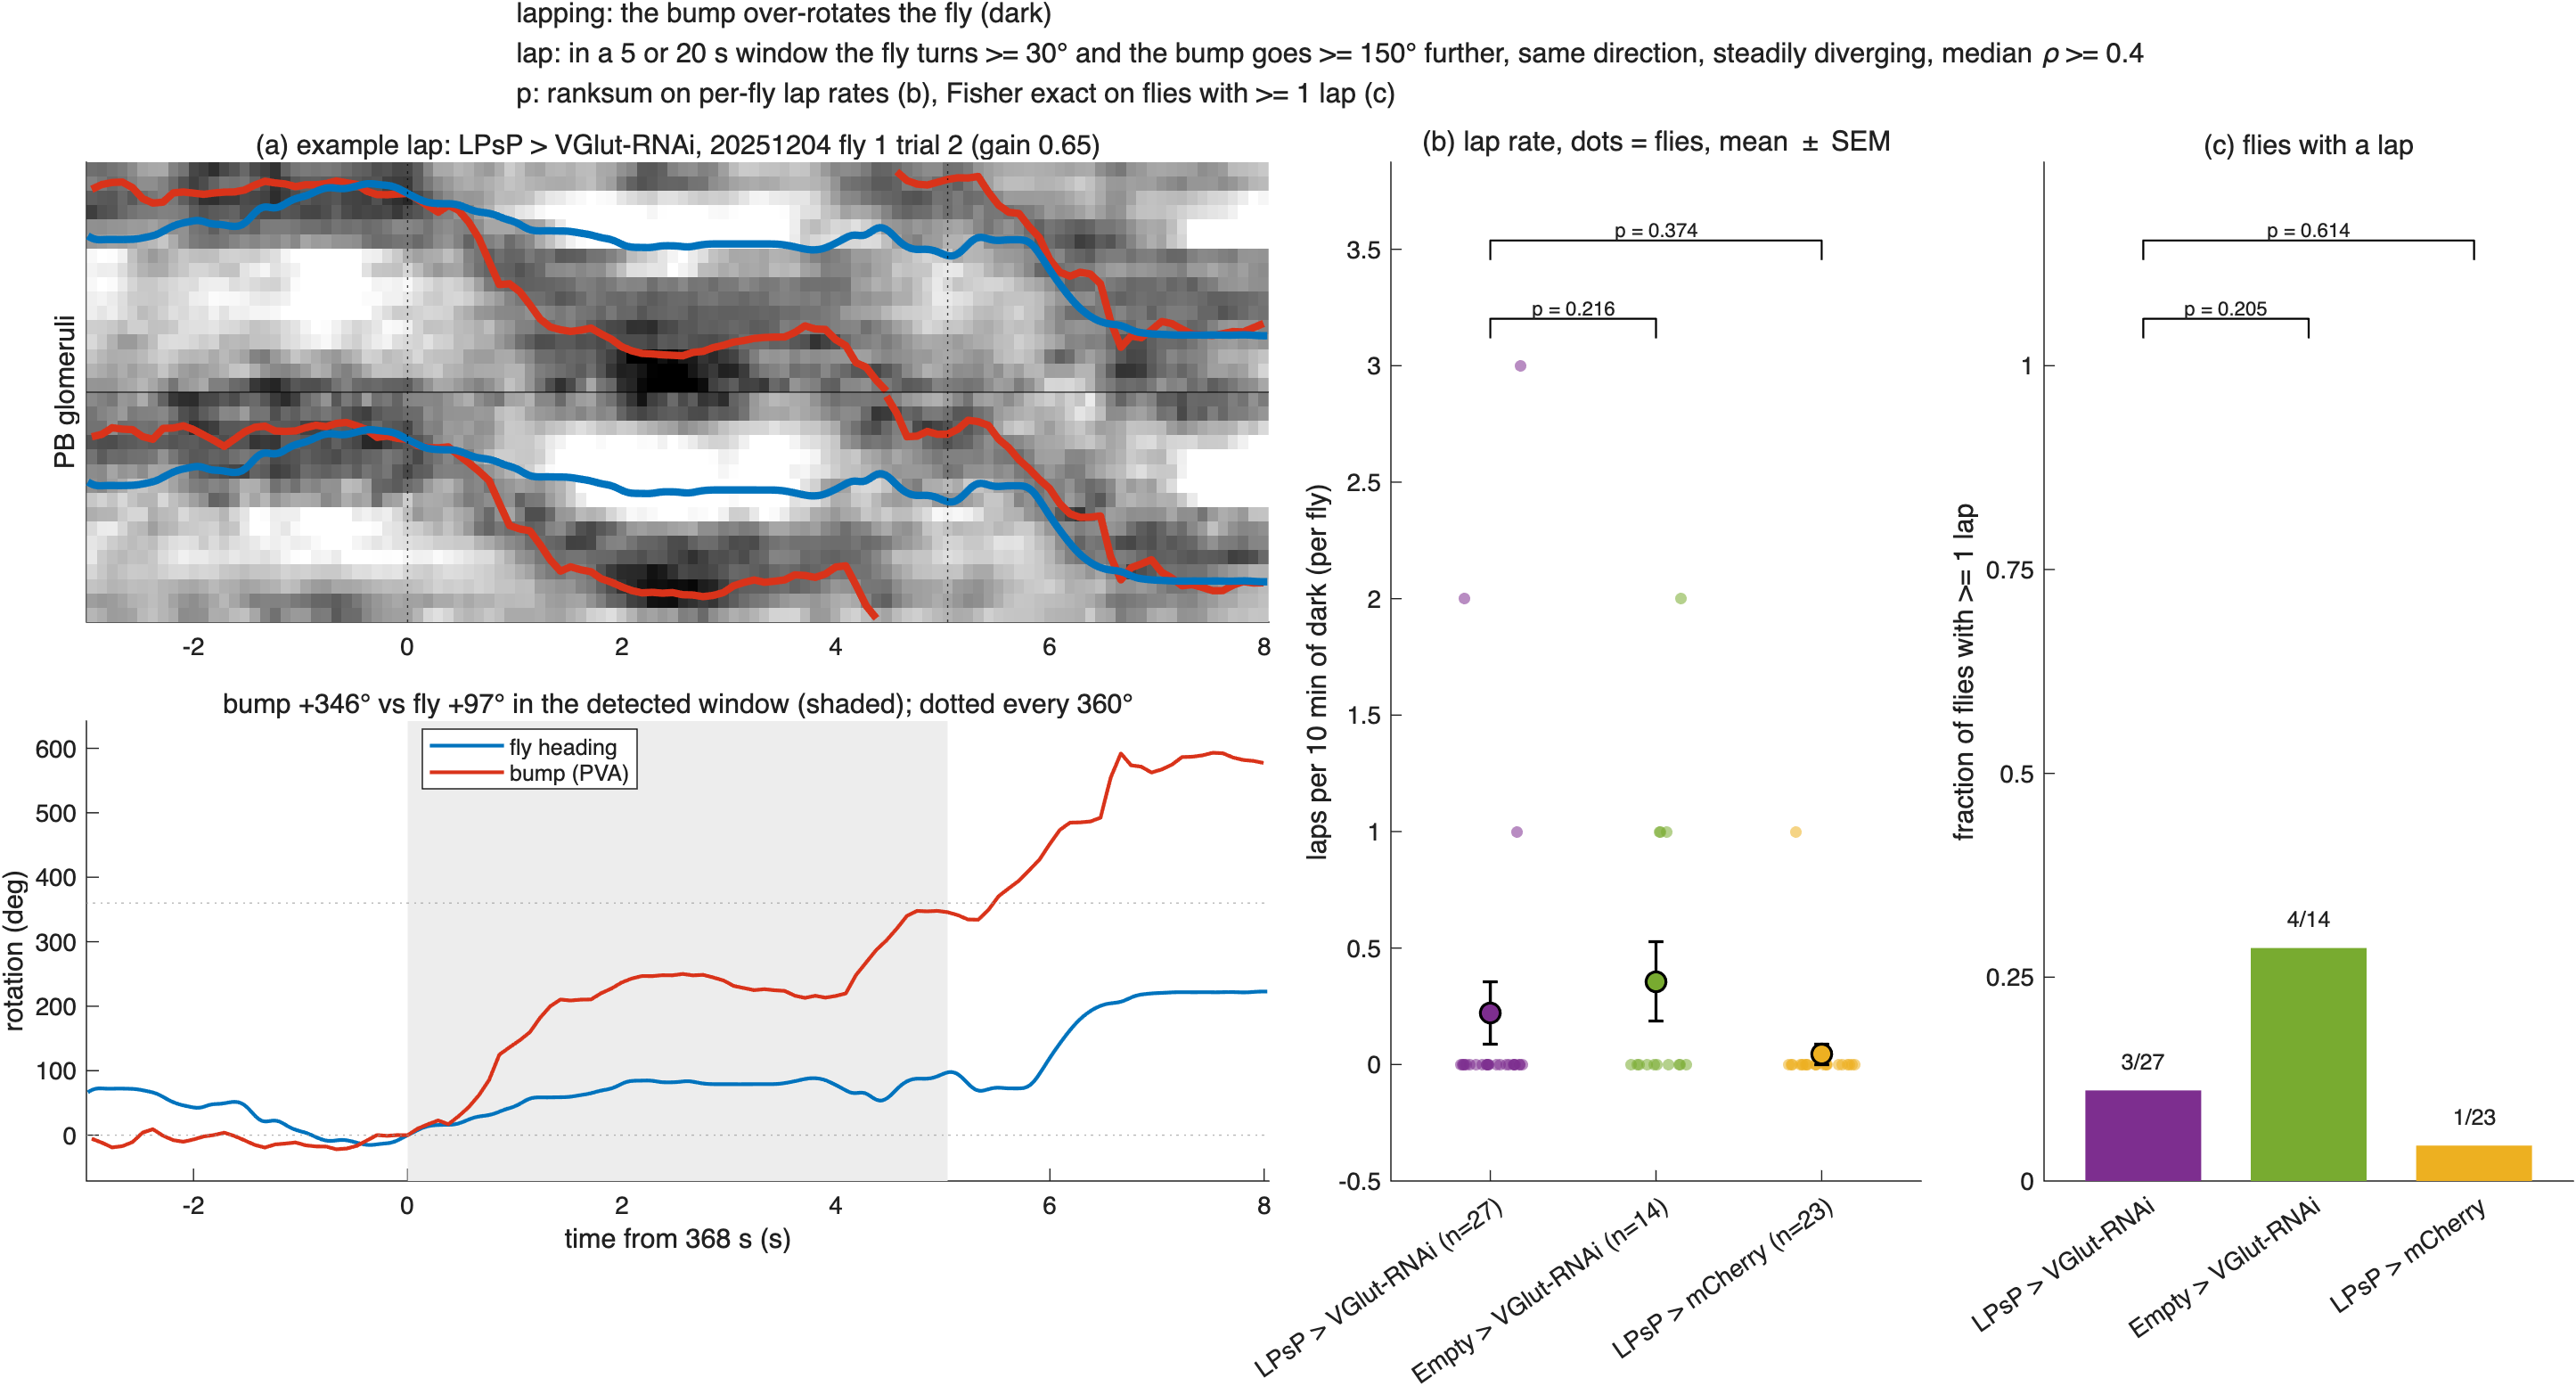 lapping: the bump over-rotates the fly (dark)
lap: in a 5 or 20 s window the fly turns >= 30° and the bump goes >= 150° further, same direction, steadily diverging, median ρ >= 0.4
p: ranksum on per-fly lap rates (b), Fisher exact on flies with >= 1 lap (c)
(a) example lap: LPsP > VGlut-RNAi, 20251204 fly 1 trial 2 (gain 0.65)
PB glomeruli
-2
0
2
4
6
8
bump +346° vs fly +97° in the detected window (shaded); dotted every 360°
fly heading
bump (PVA)
rotation (deg)
600
500
400
300
200
100
0
-2
0
2
4
6
8
time from 368 s (s)
(b) lap rate, dots = flies, mean ± SEM
p = 0.374
p = 0.216
laps per 10 min of dark (per fly)
3.5
3
2.5
2
1.5
1
0.5
0
-0.5
LPsP > VGlut-RNAi (n=27)
Empty > VGlut-RNAi (n=14)
LPsP > mCherry (n=23)
(c) flies with a lap
p = 0.614
p = 0.205
fraction of flies with >= 1 lap
1
0.75
0.5
0.25
0
3/27
4/14
1/23
LPsP > VGlut-RNAi
Empty > VGlut-RNAi
LPsP > mCherry